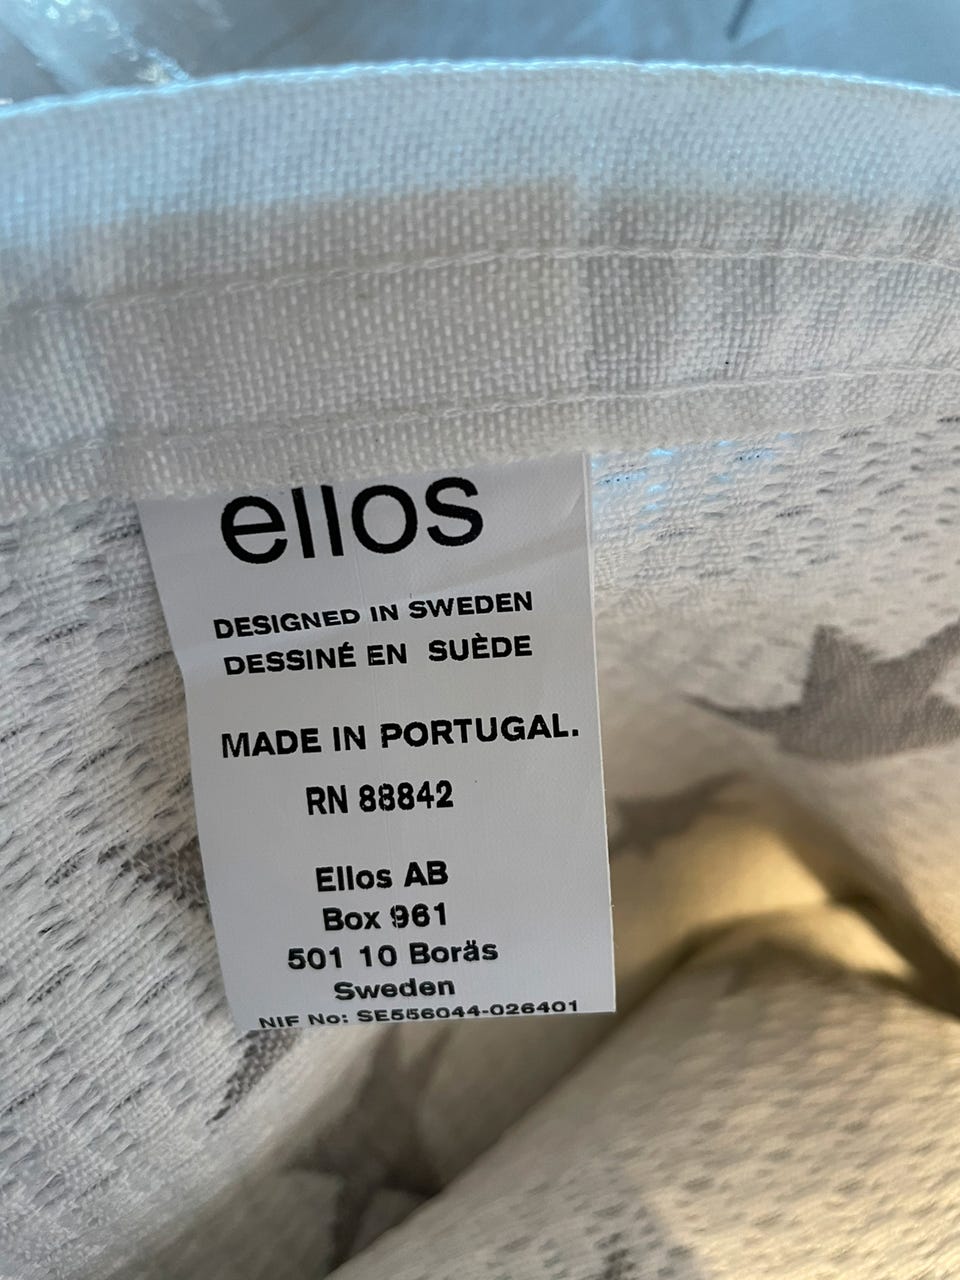 ellos
DESIGNED IN SWEDEN
DESSINÉ EN SUÈDE
MADE IN PORTUGAL.
RN 88842
Ellos AB
Box 961
501 10 Borås
Sweden
NIF No: SE556044-026401